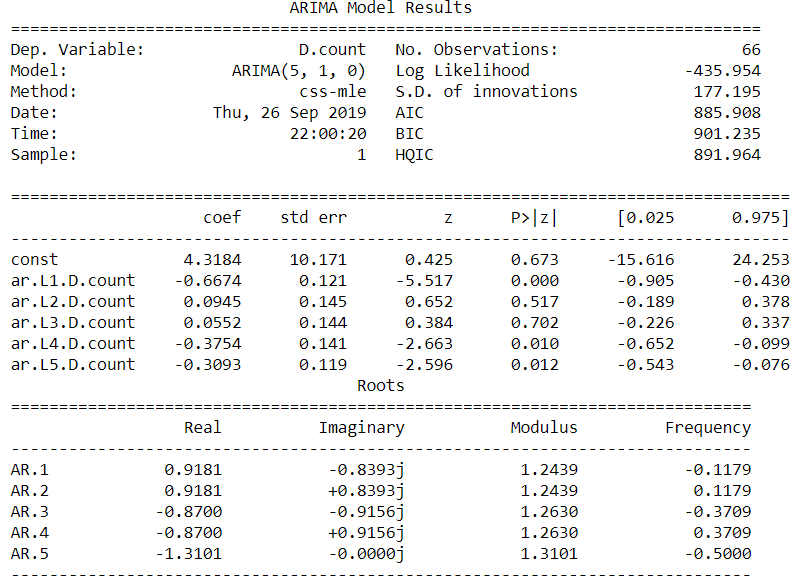 ARIMA Model Results
==============================================================================
Dep. Variable:                D.count   No. Observations:                   66
Model:                 ARIMA(5, 1, 0)   Log Likelihood                -435.954
Method:                       css-mle   S.D. of innovations            177.195
Date:                Thu, 26 Sep 2019   AIC                            885.908
Time:                        22:00:20   BIC                            901.235
Sample:                             1   HQIC                           891.964

=================================================================================
                    coef    std err          z      P>|z|      [0.025      0.975]
---------------------------------------------------------------------------------
const             4.3184     10.171      0.425      0.673     -15.616      24.253
ar.L1.D.count    -0.6674      0.121     -5.517      0.000      -0.905      -0.430
ar.L2.D.count     0.0945      0.145      0.652      0.517      -0.189       0.378
ar.L3.D.count     0.0552      0.144      0.384      0.702      -0.226       0.337
ar.L4.D.count    -0.3754      0.141     -2.663      0.010      -0.652      -0.099
ar.L5.D.count    -0.3093      0.119     -2.596      0.012      -0.543      -0.076
                                    Roots
=============================================================================
                  Real          Imaginary           Modulus         Frequency
-----------------------------------------------------------------------------
AR.1            0.9181           -0.8393j            1.2439           -0.1179
AR.2            0.9181           +0.8393j            1.2439            0.1179
AR.3           -0.8700           -0.9156j            1.2630           -0.3709
AR.4           -0.8700           +0.9156j            1.2630            0.3709
AR.5           -1.3101           -0.0000j            1.3101           -0.5000
-----------------------------------------------------------------------------